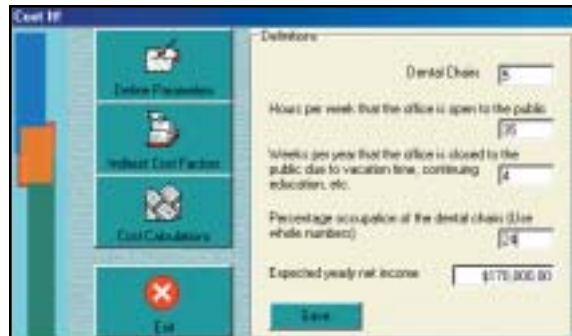 Cost It!
Define Parameters
Indirect Cost Factors
Cost Calculations
Exit
Definitions
Dental Chairs
Hours per week that the office is open to the public
35
Weeks per year that the office is closed to the
public due to vacation time, continuing
education, etc.
4
Percentage occupation of the dental chairs (Use
whole numbers)
Expected yearly net income $170,000.00
Save